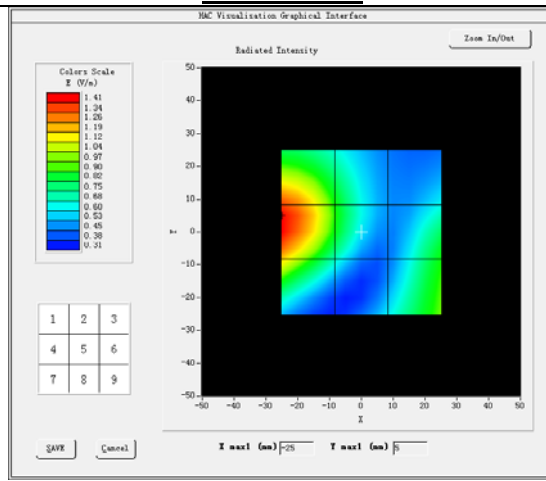 HAC Visualisation Graphical Interface
Zoom In/Out
Radiated Intensity
Colors Scale
E (V/m)
1.41
1.34
1.26
1.19
1.12
1.04
0.97
0.90
0.82
0.75
0.68
0.60
0.53
0.45
0.38
0.31
50
40
30
20
10
0
-10
-20
-30
-40
-50
Y
-50 -40 -30 -20 -10 0 10 20 30 40 50
X
1 2 3
4 5 6
7 8 9
SAVE Cancel X max1 (mm) -25 Y max1 (mm) 5